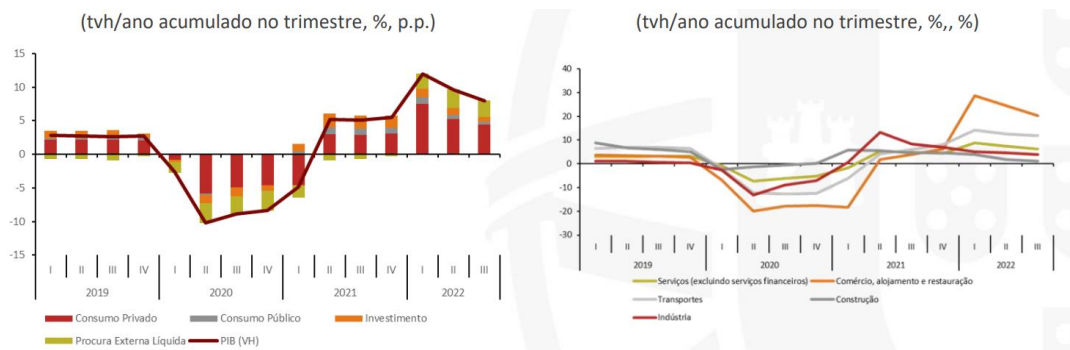 (tvh/ano acumulado no trimestre, %, p.p.)
15
10
5
0
-5
-10
-15
I II III IV I II III IV I II III IV I II III
2019 2020 2021 2022
Consumo Privado Consumo Público Investimento
Procura Externa Líquida PIB (VH)
(tvh/ano acumulado no trimestre, %,, %)
40
30
20
10
0
-10
-20
-30
I II III IV I II III IV I II III IV I II III
2019 2020 2021 2022
Serviços (excluindo serviços financeiros) Comércio, alojamento e restauração
Transportes Construção
Indústria